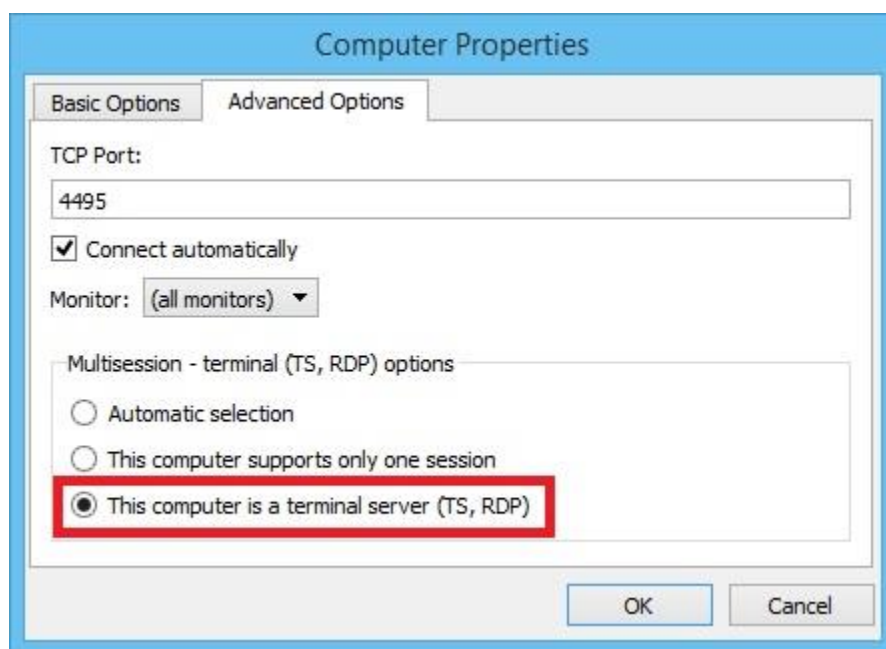 Computer Properties
Basic Options Advanced Options
TCP Port:
4495
Connect automatically
Monitor: (all monitors)
Multisession - terminal (TS, RDP) options
Automatic selection
This computer supports only one session
This computer is a terminal server (TS, RDP)
OK Cancel